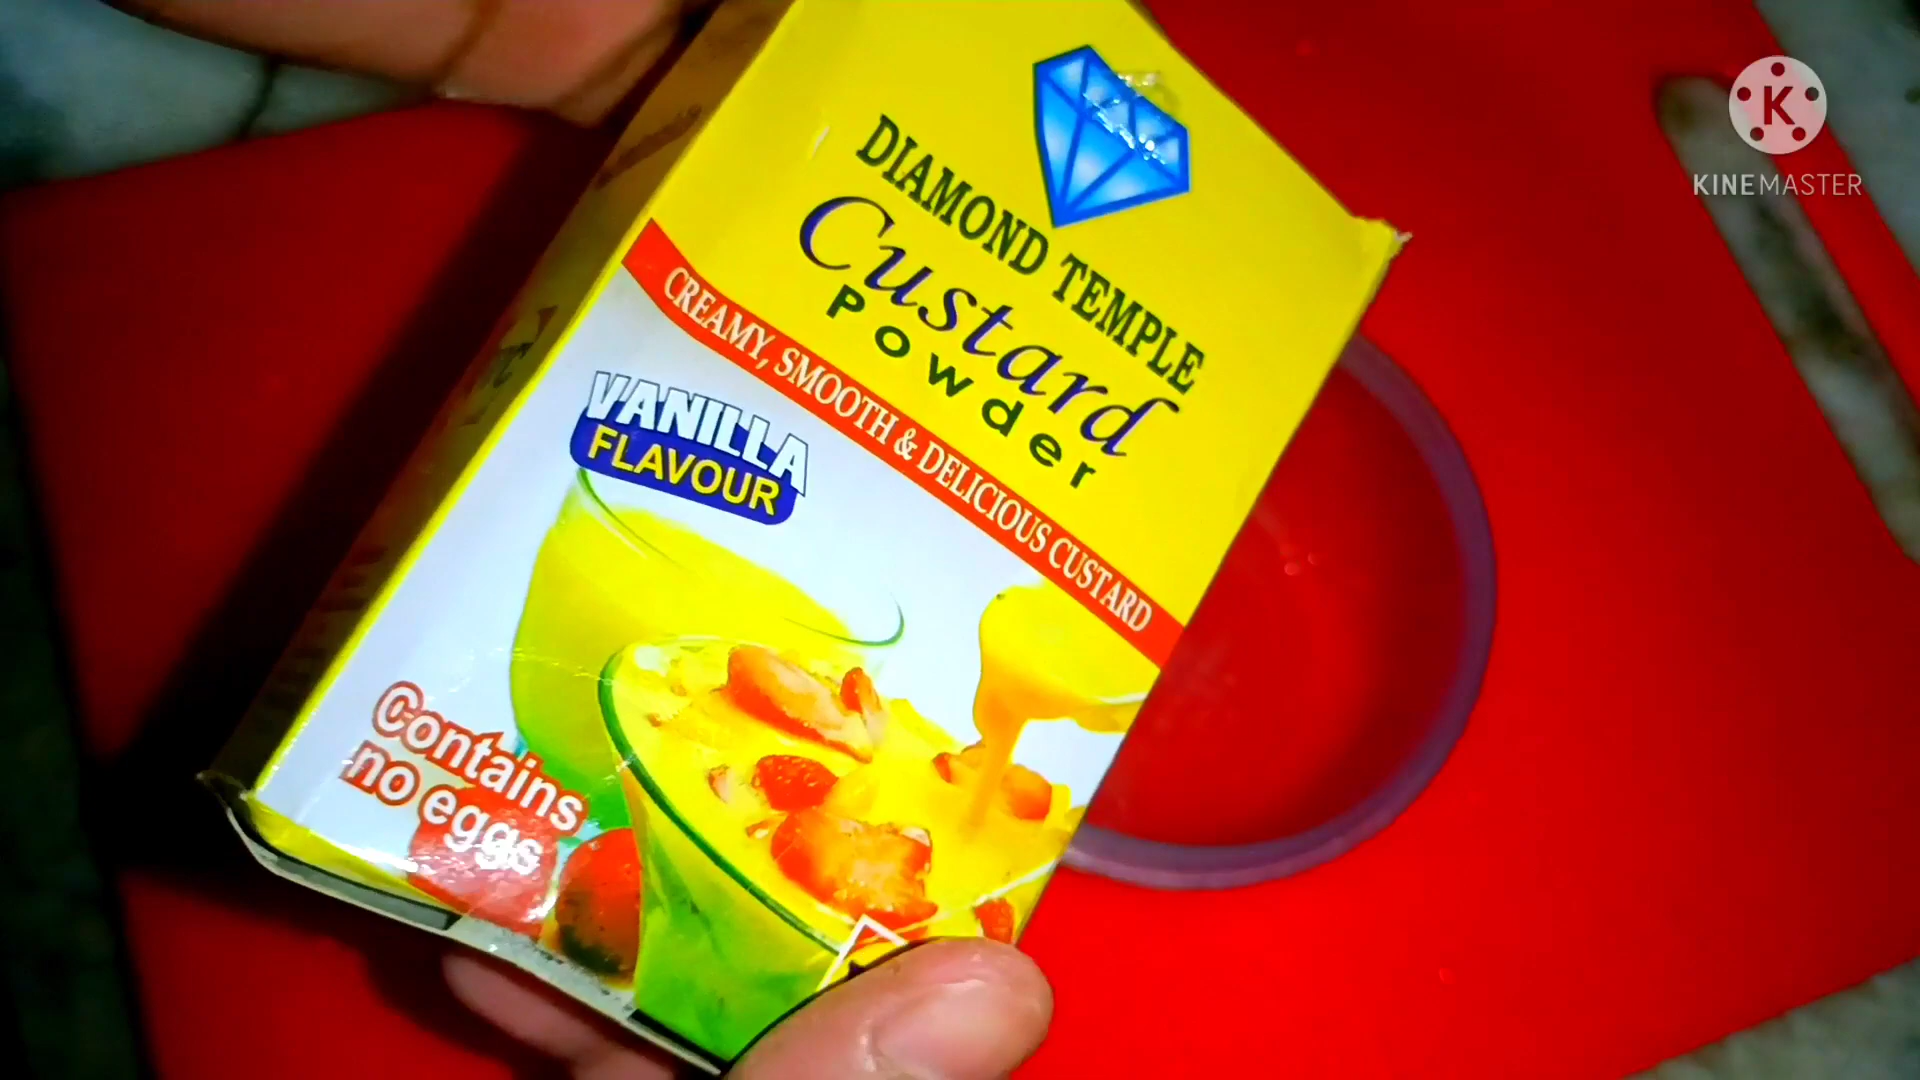 DIAMOND TEMPLE
Custard
Powder
CREAMY, SMOOTH & DELICIOUS CUSTARD
VANILLA
FLAVOUR
Contains
no eggs
K
KINEMASTER